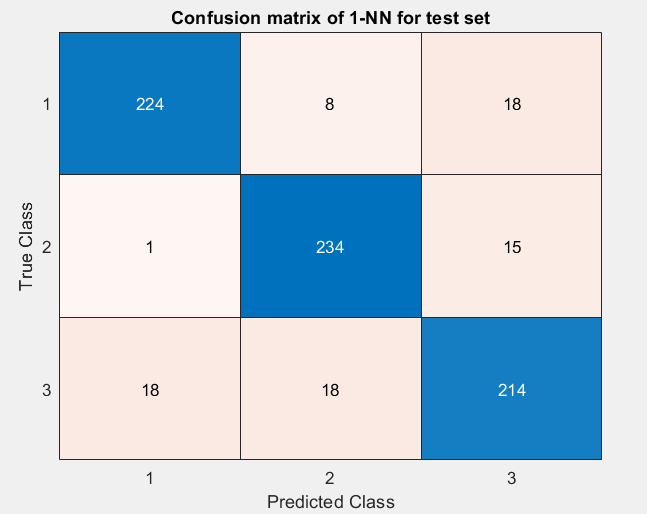 Confusion matrix of 1-NN for test set
1 224 8 18
2 1 234 15
3 18 18 214
1 2 3
True Class
Predicted Class